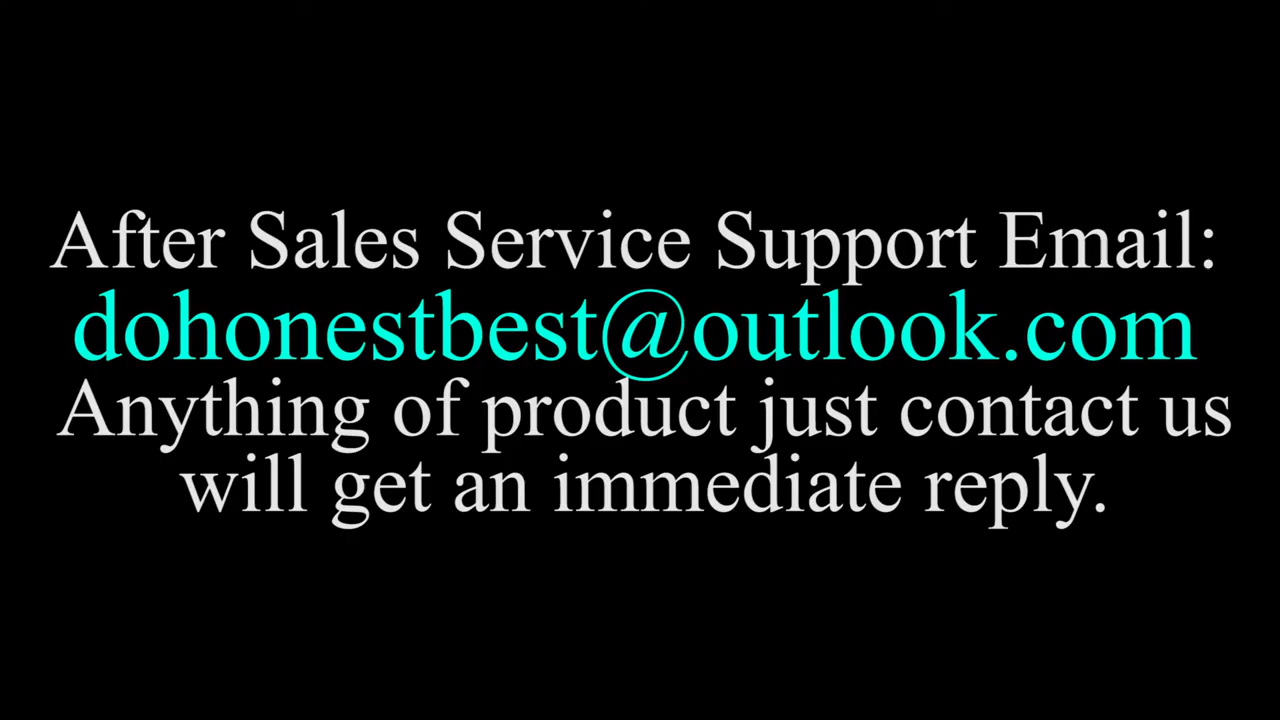 After Sales Service Support Email:
dohonestbest@outlook.com
Anything of product just contact us
will get an immediate reply.